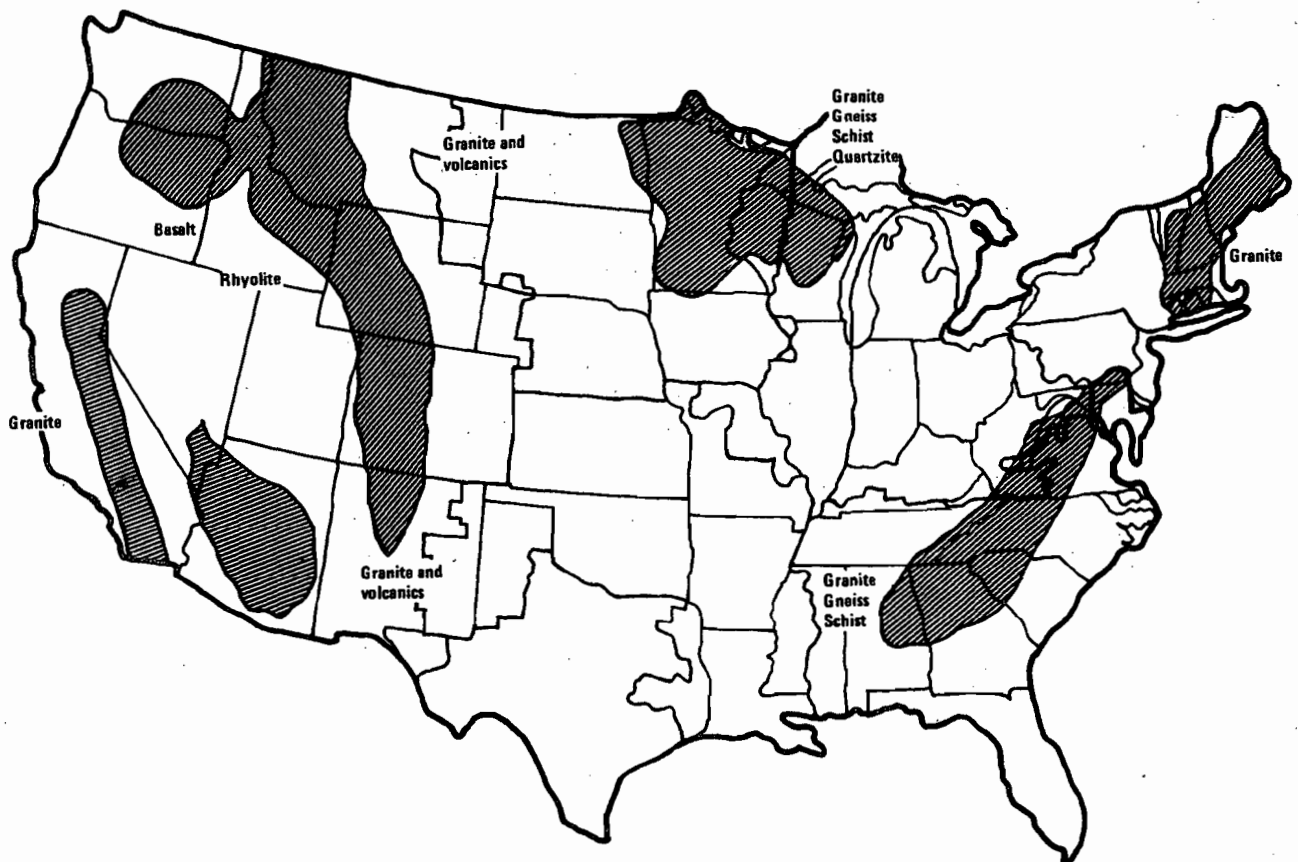 Granite
Gneiss
Schist
Quartzite
Granite and
volcanics
Basalt
Granite
Rhyolite
Granite
Granite and
volcanics
Granite
Gneiss
Schist